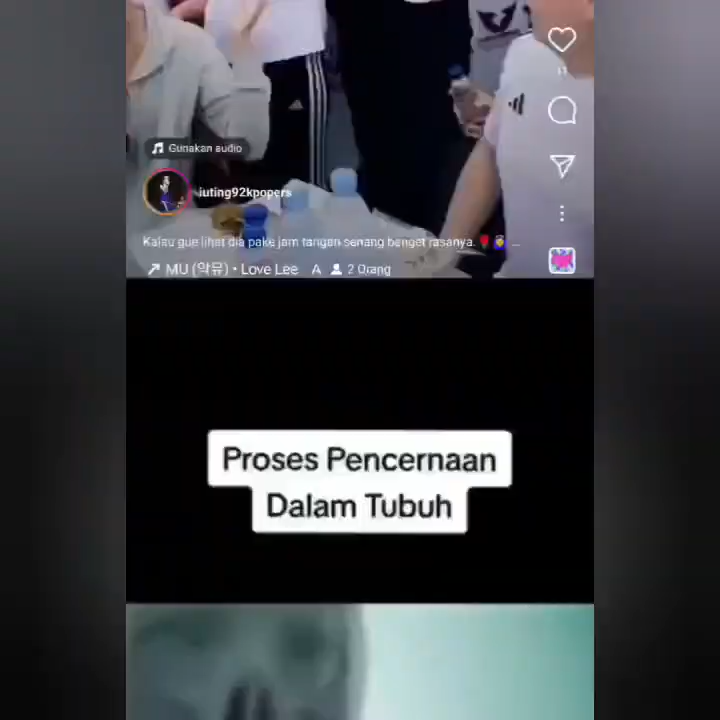 Gunakan audio
iuting92kpopers
Kalau gue lihat dia pake jam tangan senang benget rasanya. ...
MU (악뮤) • Love Lee A 2 Orang
Proses Pencernaan
Dalam Tubuh